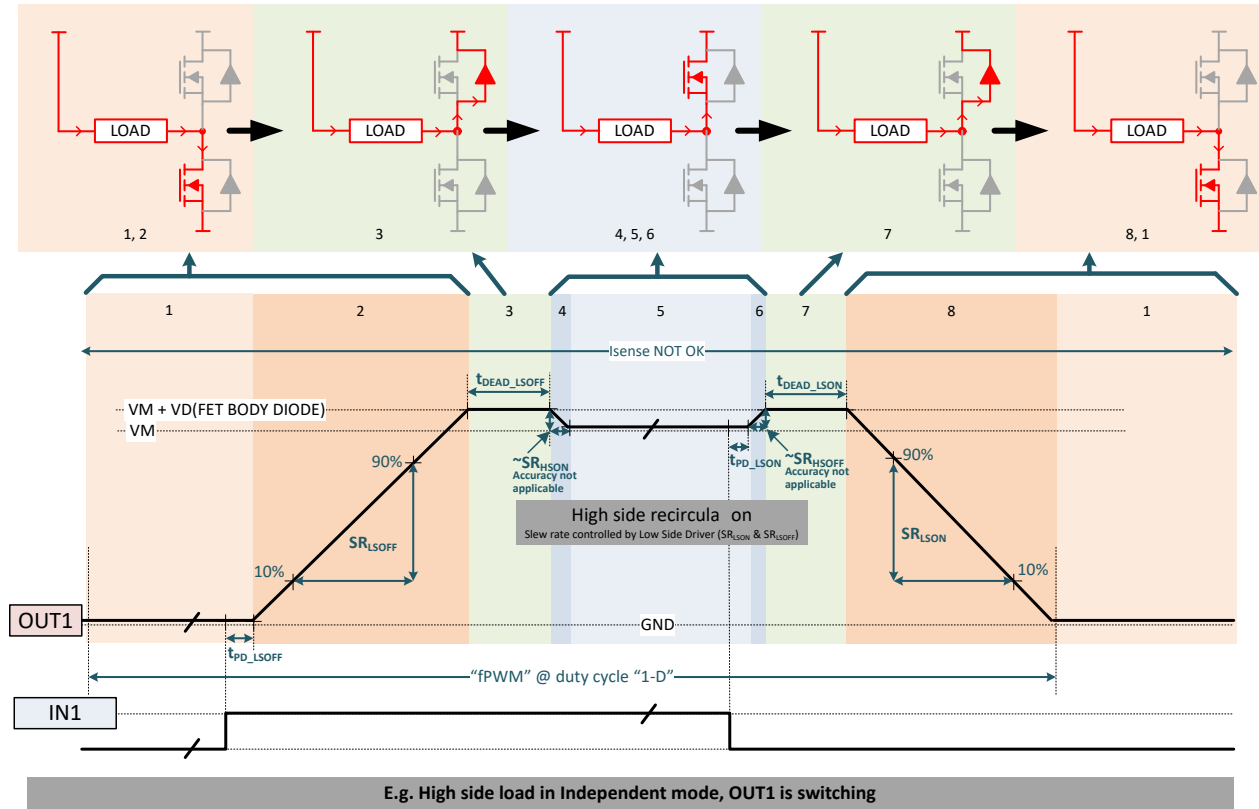 LOAD
LOAD
LOAD
LOAD
LOAD
1, 2
3
4, 5, 6
7
8, 1
1
2
3
4
5
6
7
8
1
Isense NOT OK
tDEAD_LSOFF
tDEAD_LSON
VM + VD(FET BODY DIODE)
VM
90%
~SRHSON
Accuracy not
applicable
tPD_LSON
~SRHSOFF
Accuracy not
applicable
90%
High side recircula on
Slew rate controlled by Low Side Driver (SRLSON & SRLSOFF)
SRLSOFF
SRLSON
10%
10%
OUT1
GND
tPD_LSOFF
“fPWM” @ duty cycle “1-D”
IN1
E.g. High side load in Independent mode, OUT1 is switching